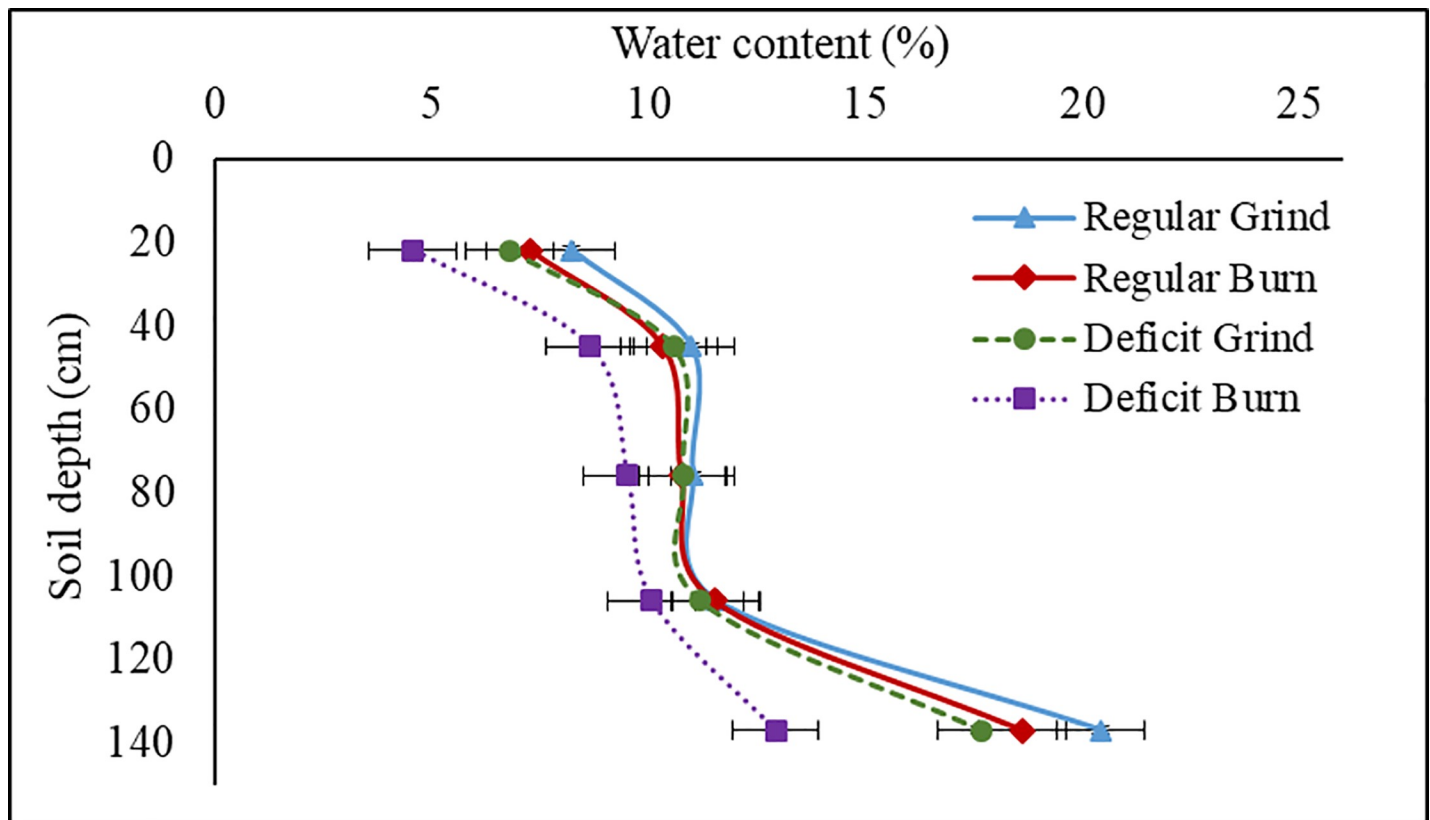 Water content (%)
0 5 10 15 20 25
0
20
40
60
80
100
120
140
Soil depth (cm)
Regular Grind
Regular Burn
Deficit Grind
Deficit Burn